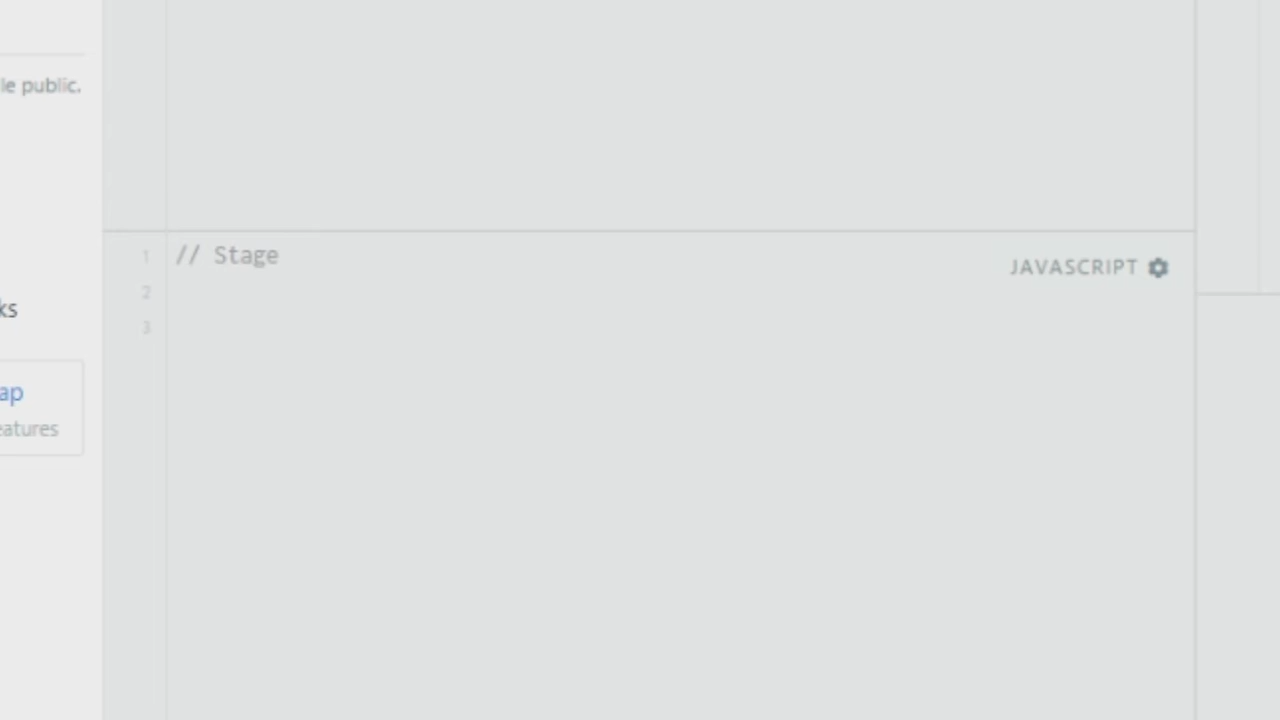 le public.
1 // Stage
JAVASCRIPT
2
3
ks
ap
eatures